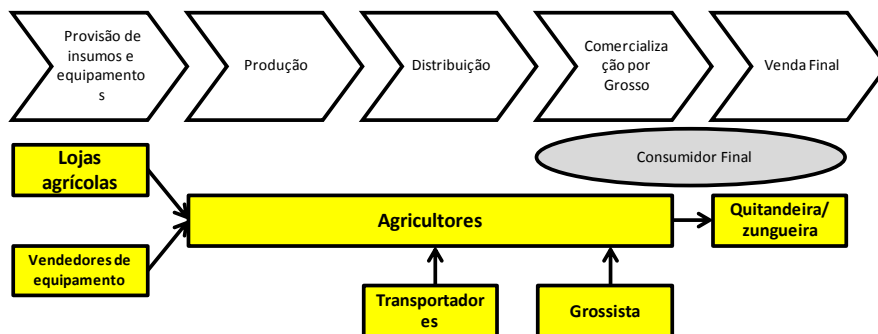 Provisão de
insumos e
equipamento
s
Produção
Distribuição
Comercializa
ção por
Grosso
Venda Final
Consumidor Final
Lojas
agrícolas
Agricultores
Quitandeira/
zungueira
Vendedores de
equipamento
Transportador
es
Grossista